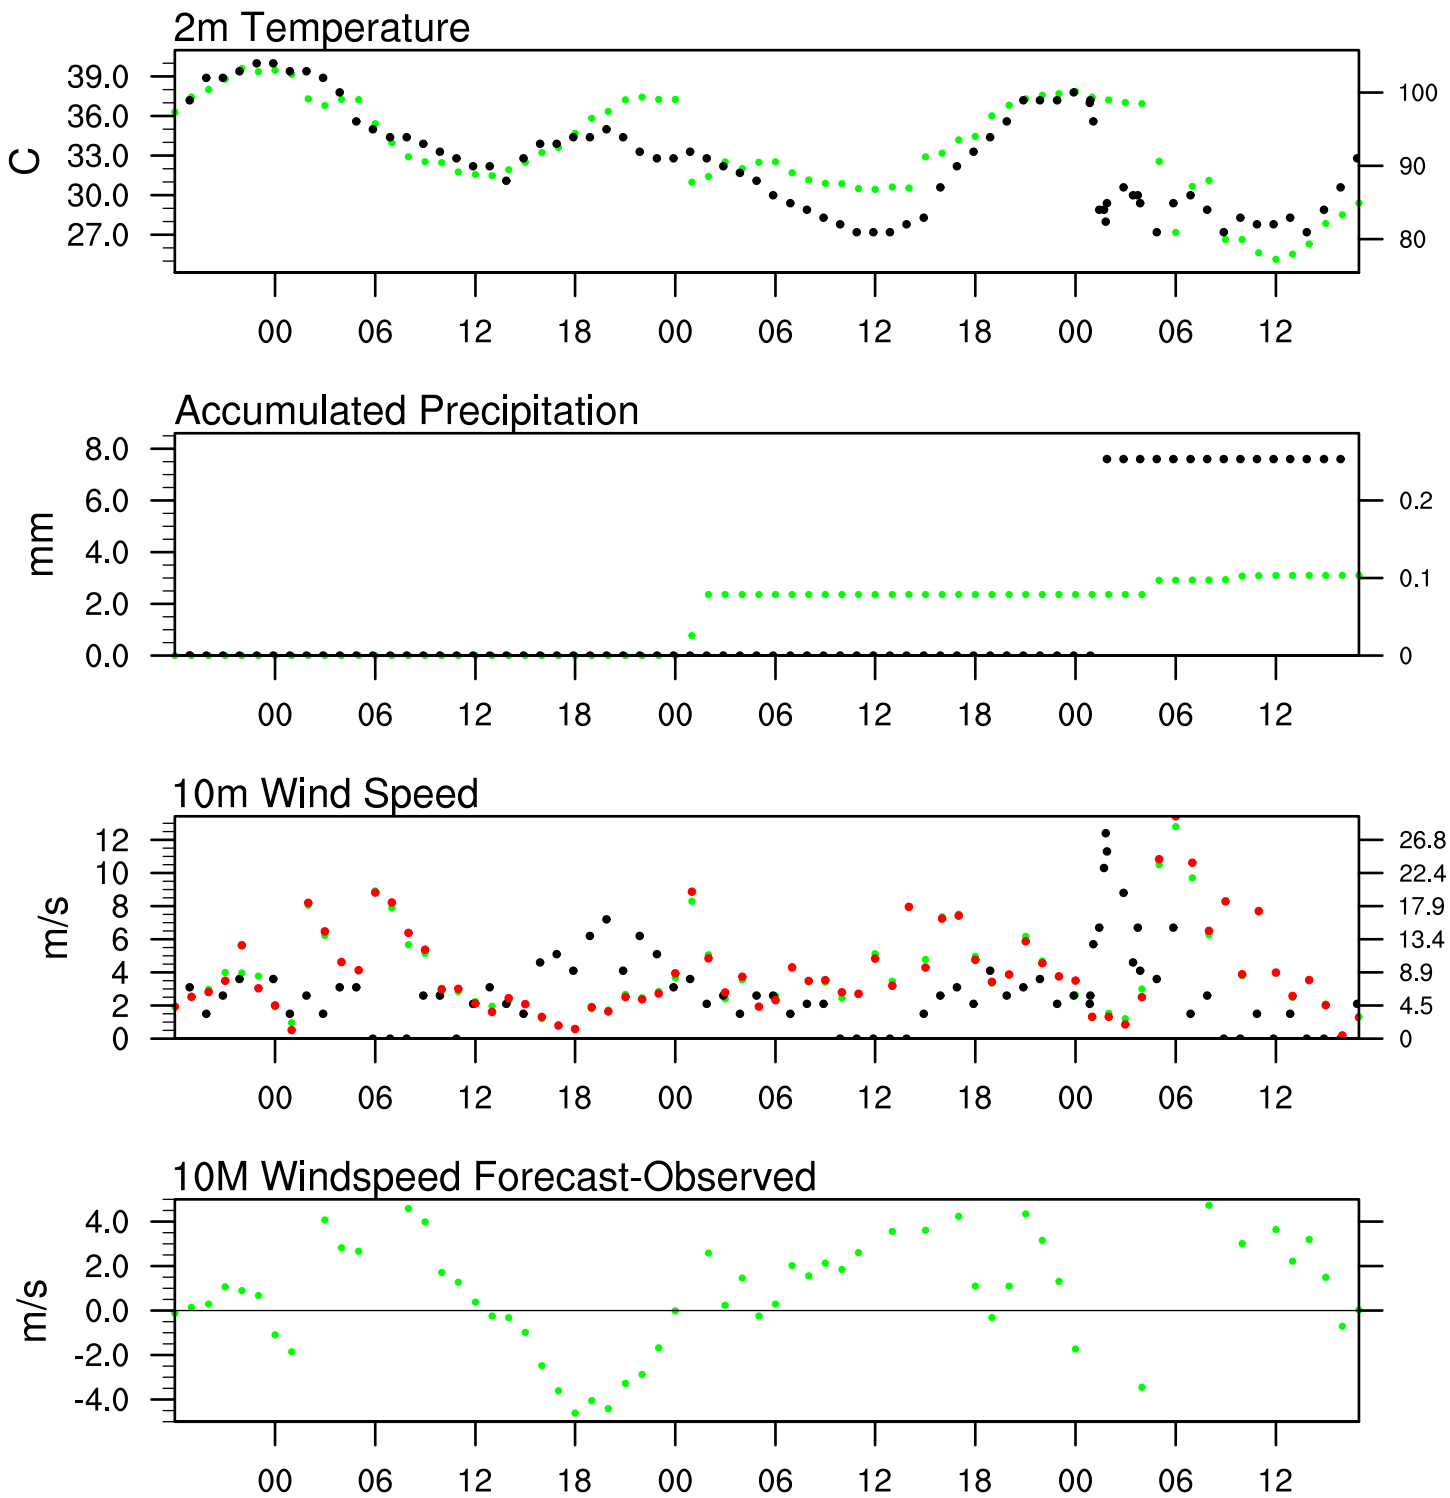 2m Temperature
39.0
36.0
33.0
30.0
27.0
C
100
90
80
00 06 12 18 00 06 12 18 00 06 12
Accumulated Precipitation
8.0
6.0
4.0
2.0
0.0
mm
0.2
0.1
0
00 06 12 18 00 06 12 18 00 06 12
10m Wind Speed
12
10
8
6
4
2
0
m/s
26.8
22.4
17.9
13.4
8.9
4.5
0
00 06 12 18 00 06 12 18 00 06 12
10M Windspeed Forecast-Observed
4.0
2.0
0.0
-2.0
-4.0
m/s
00 06 12 18 00 06 12 18 00 06 12